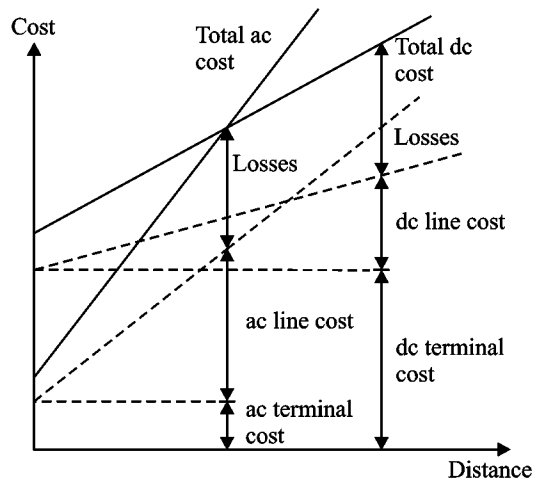 Cost
Total ac
cost
Total dc
cost
Losses
Losses
dc line cost
ac line cost
dc terminal
cost
ac terminal
cost
Distance